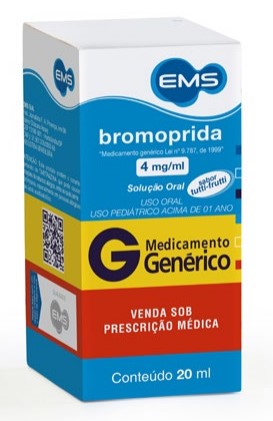 EMS
bromoprida
"Medicamento genérico Lei nº 9.787, de 1999"
4 mg/ml
Solução Oral
sabor
tutti-frutti
USO ORAL
USO PEDIÁTRICO ACIMA DE 01 ANO
G Medicamento
Genérico
VENDA SOB
PRESCRIÇÃO MÉDICA
Conteúdo 20 ml
EMS